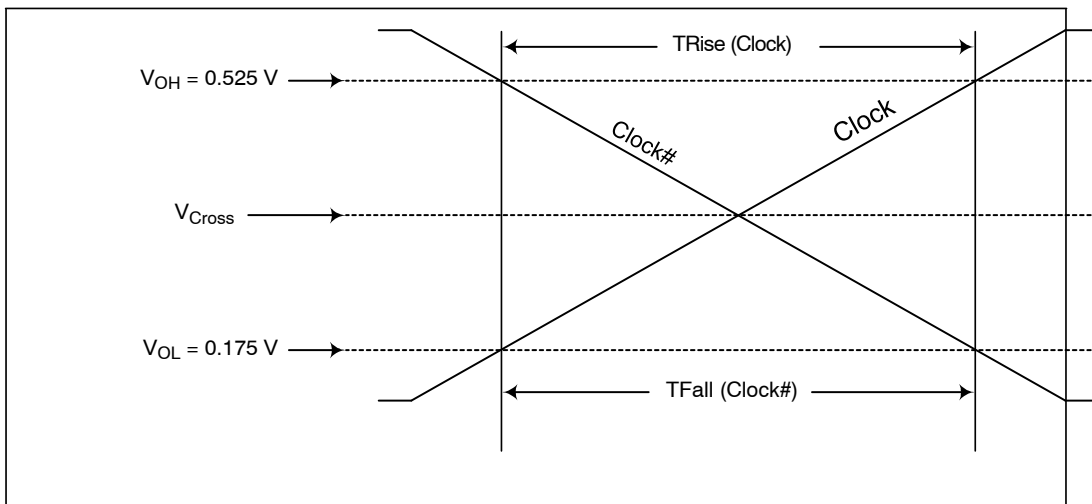 TRise (Clock)
V_OH = 0.525 V
Clock#
Clock
V_Cross
V_OL = 0.175 V
TFall (Clock#)